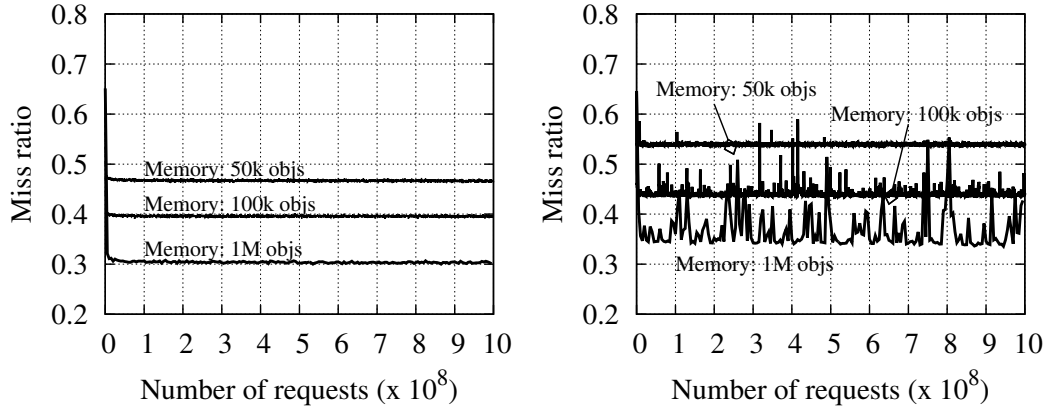 0.8
0.7
0.6
0.5
0.4
0.3
0.2
Miss ratio
Memory: 50k objs
Memory: 100k objs
Memory: 1M objs
0 1 2 3 4 5 6 7 8 9 10
Number of requests (x 10^8)
0.8
0.7
0.6
0.5
0.4
0.3
0.2
Miss ratio
Memory: 50k objs
Memory: 100k objs
Memory: 1M objs
0 1 2 3 4 5 6 7 8 9 10
Number of requests (x 10^8)